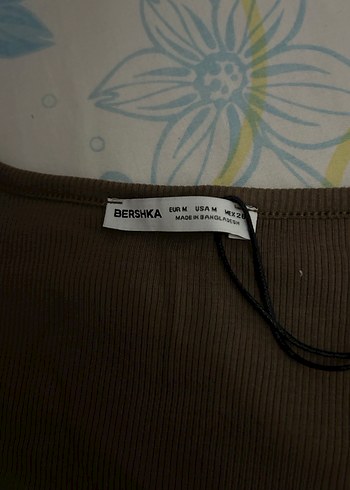 BERSHKA EUR M USA M MEX 28
MADE IN BANGLADESH